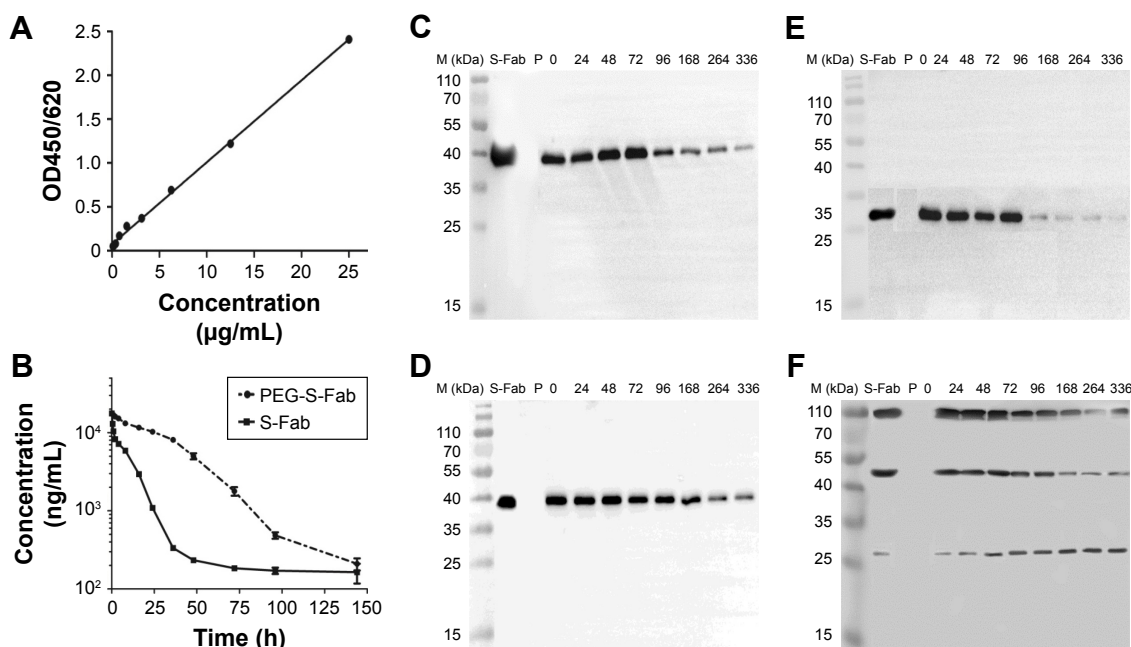 A
2.5
2.0
1.5
1.0
0.5
0
0 5 10 15 20 25
OD450/620
Concentration
(µg/mL)
B
10⁴
10³
10²
0 25 50 75 100 125 150
Concentration
(ng/mL)
Time (h)
PEG-S-Fab
S-Fab
C
M (kDa) S-Fab P 0 24 48 72 96 168 264 336
110
70
55
40
35
25
15
D
M (kDa) S-Fab P 0 24 48 72 96 168 264 336
110
70
55
40
35
25
15
E
M (kDa) S-Fab P 0 24 48 72 96 168 264 336
110
70
55
40
35
25
15
F
M (kDa) S-Fab P 0 24 48 72 96 168 264 336
110
70
55
40
35
25
15